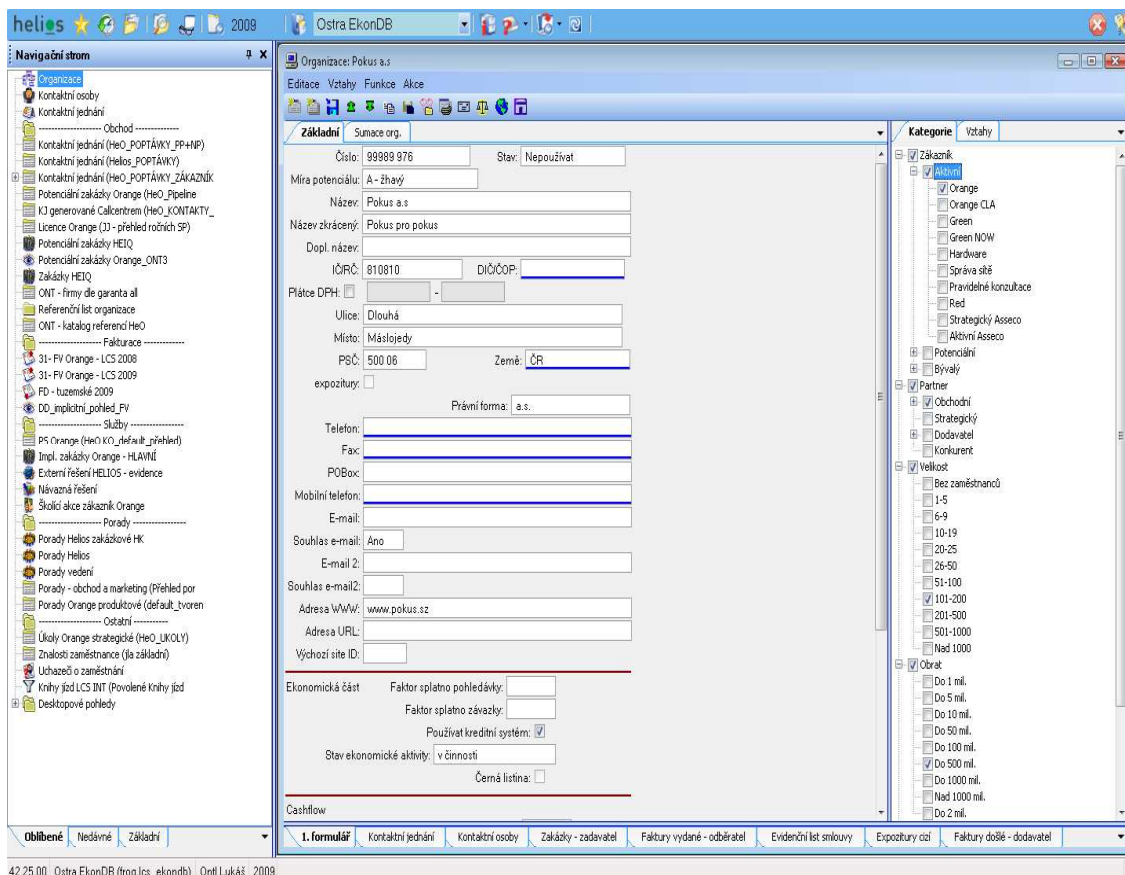 helios 2009 Ostra EkonDB
Navigační strom
Organizace
Kontaktní osoby
Kontaktní jednání
-------------------- Obchod --------------
Kontaktní jednání (HeO_POPTÁVKY_PP+NP)
Kontaktní jednání (Helios_POPTÁVKY)
Kontaktní jednání (HeO_POPTÁVKY_ZÁKAZNÍK
Potenciální zakázky Orange (HeO_Pipeline
KJ generované Callcentrem (HeO_KONTAKTY_
Licence Orange (JJ - přehled ročních SP)
Potenciální zakázky HEIQ
Potenciální zakázky Orange_ONT3
Zakázky HEIQ
ONT - firmy dle garanta all
Referenční list organizace
ONT - katalog referencí HeO
-------------------- Fakturace -------------
31- FV Orange - LCS 2008
31- FV Orange - LCS 2009
FD - tuzemské 2009
DD_implicitní_pohled_FV
-------------------- Služby ----------------
PS Orange (HeO KO_default_přehled)
Impl. zakázky Orange - HLAVNÍ
Externí řešení HELIOS - evidence
Návazná řešení
Školící akce zákazník Orange
-------------------- Porady -----------------
Porady Helios zakázkové HK
Porady Helios
Porady vedení
Porady - obchod a marketing (Přehled por
Porady Orange produktové (default_tvoren
-------------------- Ostatní -----------
Úkoly Orange strategické (HeO_UKOLY)
Znalosti zaměstnance (jla základní)
Uchazeči o zaměstnání
Knihy jízd LCS INT (Povolené Knihy jízd
Desktopové pohledy
Oblíbené Nedávné Základní
Organizace: Pokus a.s
Editace Vztahy Funkce Akce
Základní Sumace org.
Číslo: 99989 976 Stav: Nepoužívat
Míra potenciálu: A - žhavý
Název: Pokus a.s
Název zkrácený: Pokus pro pokus
Dopl. název:
IČ/RČ: 810810 DIČ/ČOP:
Plátce DPH: -
Ulice: Dlouhá
Místo: Máslojedy
PSČ: 500 06 Země: ČR
expozitury:
Právní forma: a.s.
Telefon:
Fax:
POBox:
Mobilní telefon:
E-mail:
Souhlas e-mail: Ano
E-mail 2:
Souhlas e-mail2:
Adresa WWW: www.pokus.sz
Adresa URL:
Výchozí site ID:
Ekonomická část Faktor splatno pohledávky:
Faktor splatno závazky:
Používat kreditní systém:
Stav ekonomické aktivity: v činnosti
Černá listina:
Cashflow
Kategorie Vztahy
Zákazník
Aktivní
Orange
Orange CLA
Green
Green NOW
Hardware
Správa sítě
Pravidelné konzultace
Red
Strategický Asseco
Aktivní Asseco
Potenciální
Bývalý
Partner
Obchodní
Strategický
Dodavatel
Konkurent
Velikost
Bez zaměstnanců
1-5
6-9
10-19
20-25
26-50
51-100
101-200
201-500
501-1000
Nad 1000
Obrat
Do 1 mil.
Do 5 mil.
Do 10 mil.
Do 50 mil.
Do 100 mil.
Do 500 mil.
Do 1000 mil.
Nad 1000 mil.
Do 2 mil.
1. formulář Kontaktní jednání Kontaktní osoby Zakázky - zadavatel Faktury vydané - odběratel Evidenční list smlouvy Expozitury cizí Faktury došlé - dodavatel
42.25.00 Ostra EkonDB (frog.lcs_ekondb) Ontl Lukáš 2009